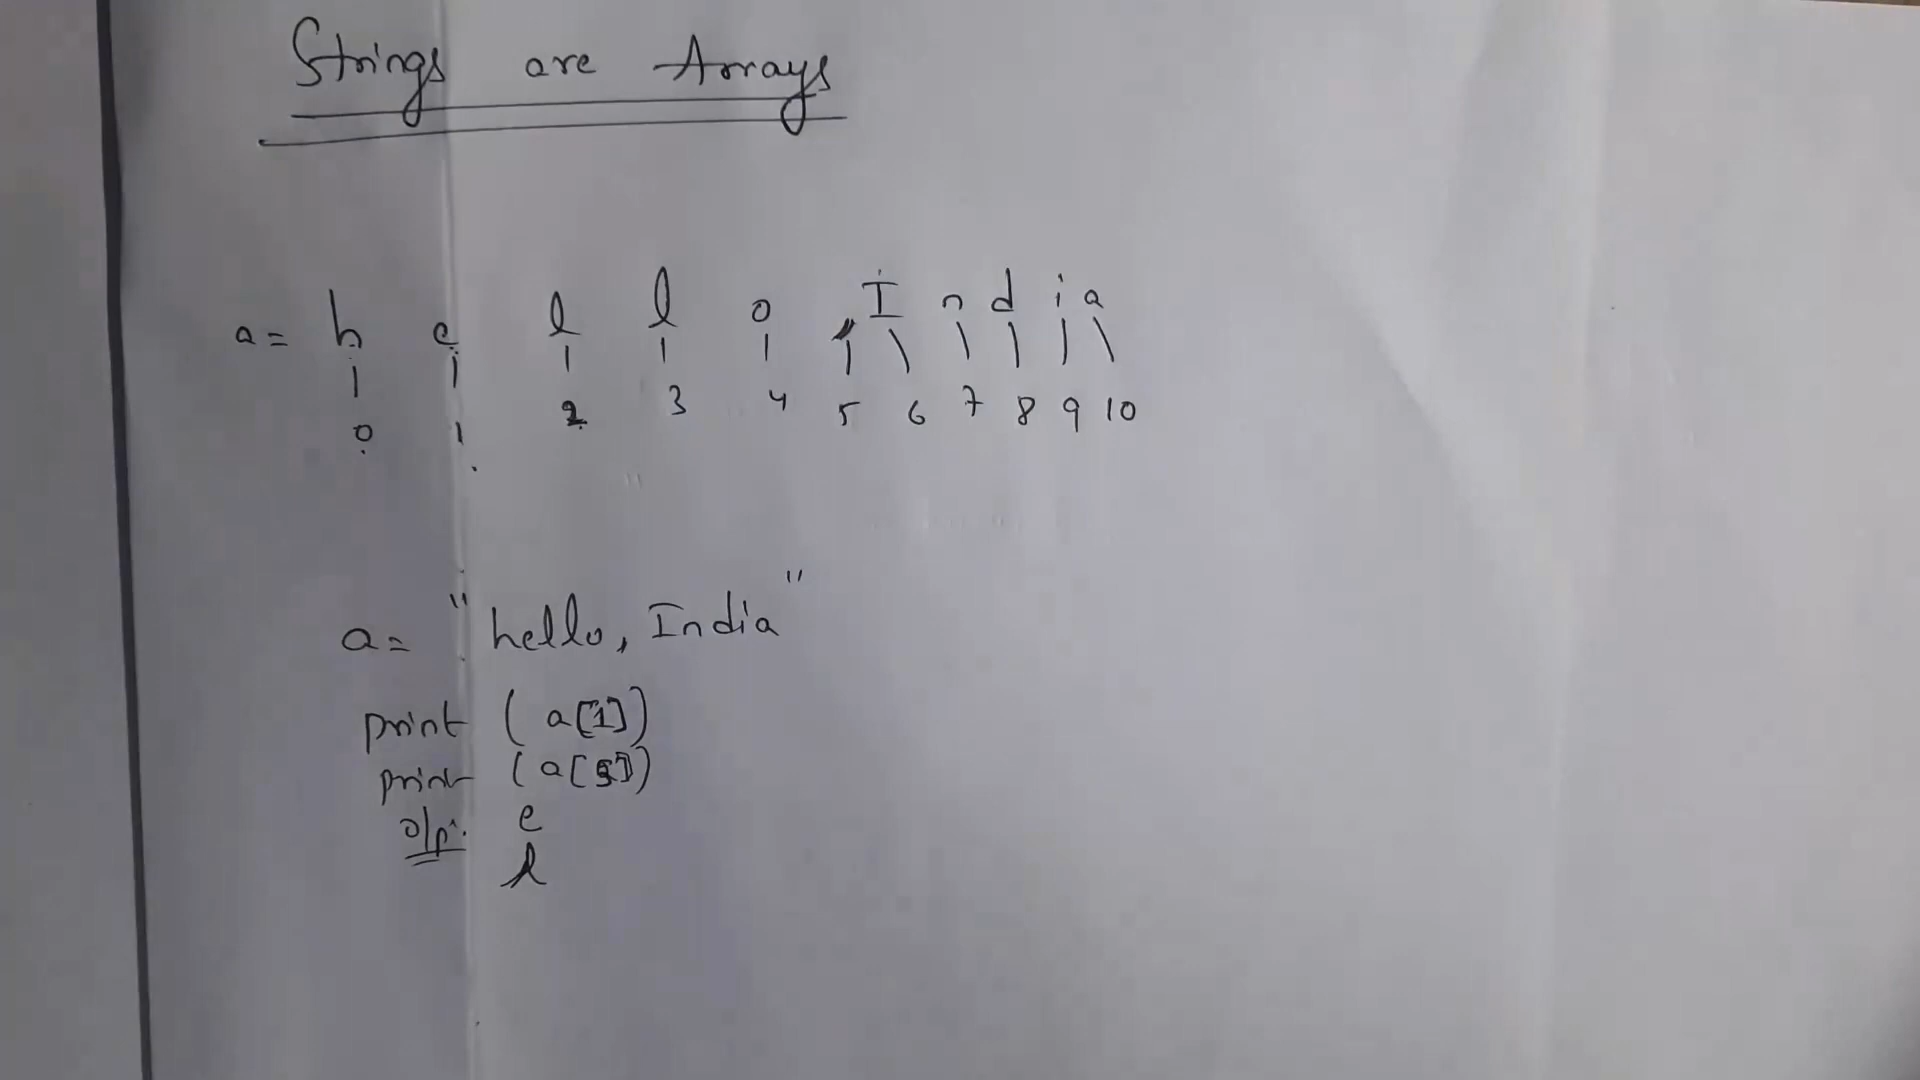 Strings are Arrays
a= h e l l o , I n d i a
0 1 2 3 4 5 6 7 8 9 10
a= "hello, India"
print (a[1])
print (a[3])
o/p: e
l